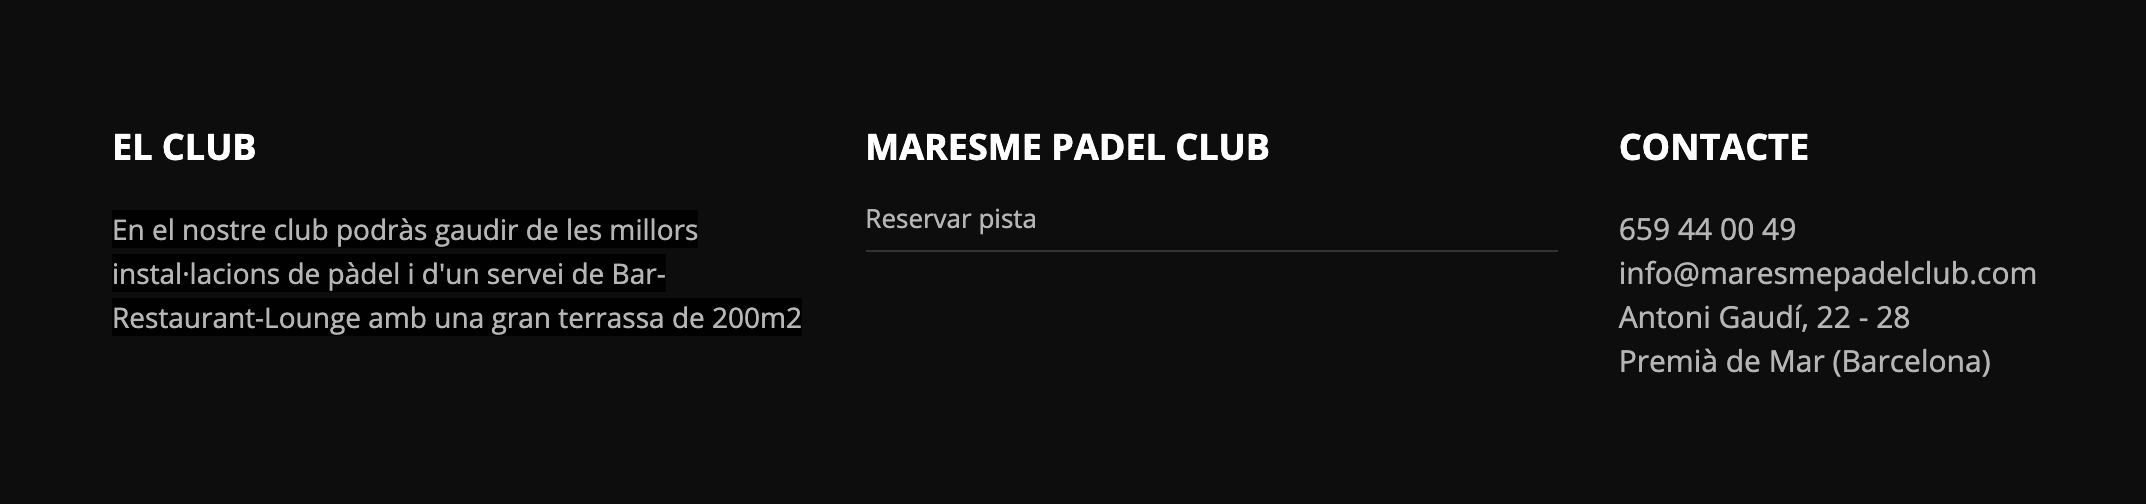 EL CLUB
En el nostre club podràs gaudir de les millors
instal·lacions de pàdel i d'un servei de Bar-
Restaurant-Lounge amb una gran terrassa de 200m2
MARESME PADEL CLUB
Reservar pista
CONTACTE
659 44 00 49
info@maresmepadelclub.com
Antoni Gaudí, 22 - 28
Premià de Mar (Barcelona)